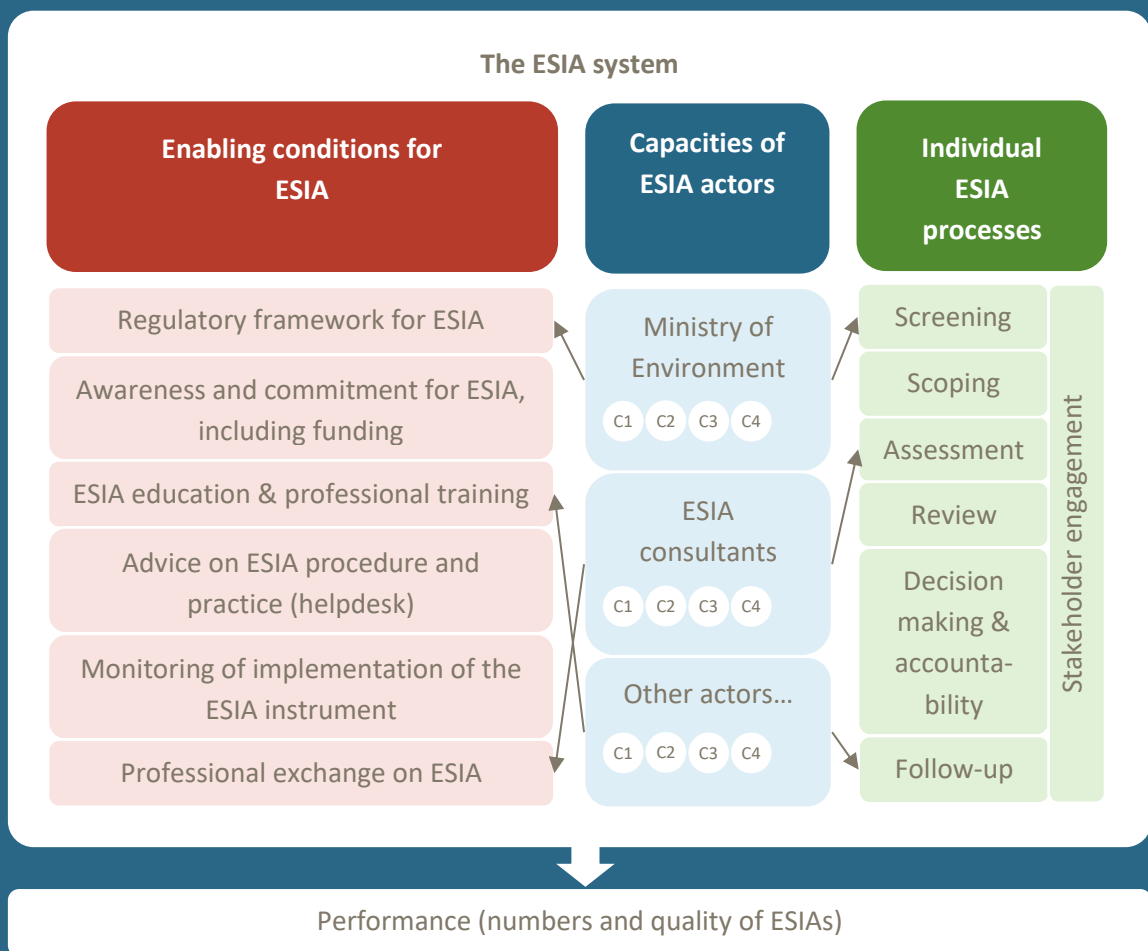 The ESIA system
Enabling conditions for
ESIA
Capacities of
ESIA actors
Individual
ESIA
processes
Regulatory framework for ESIA
Awareness and commitment for ESIA,
including funding
ESIA education & professional training
Advice on ESIA procedure and
practice (helpdesk)
Monitoring of implementation of the
ESIA instrument
Professional exchange on ESIA
Ministry of
Environment
C1 C2 C3 C4
ESIA
consultants
C1 C2 C3 C4
Other actors…
C1 C2 C3 C4
Screening
Scoping
Assessment
Review
Decision
making &
accounta-
bility
Follow-up
Stakeholder engagement
Performance (numbers and quality of ESIAs)